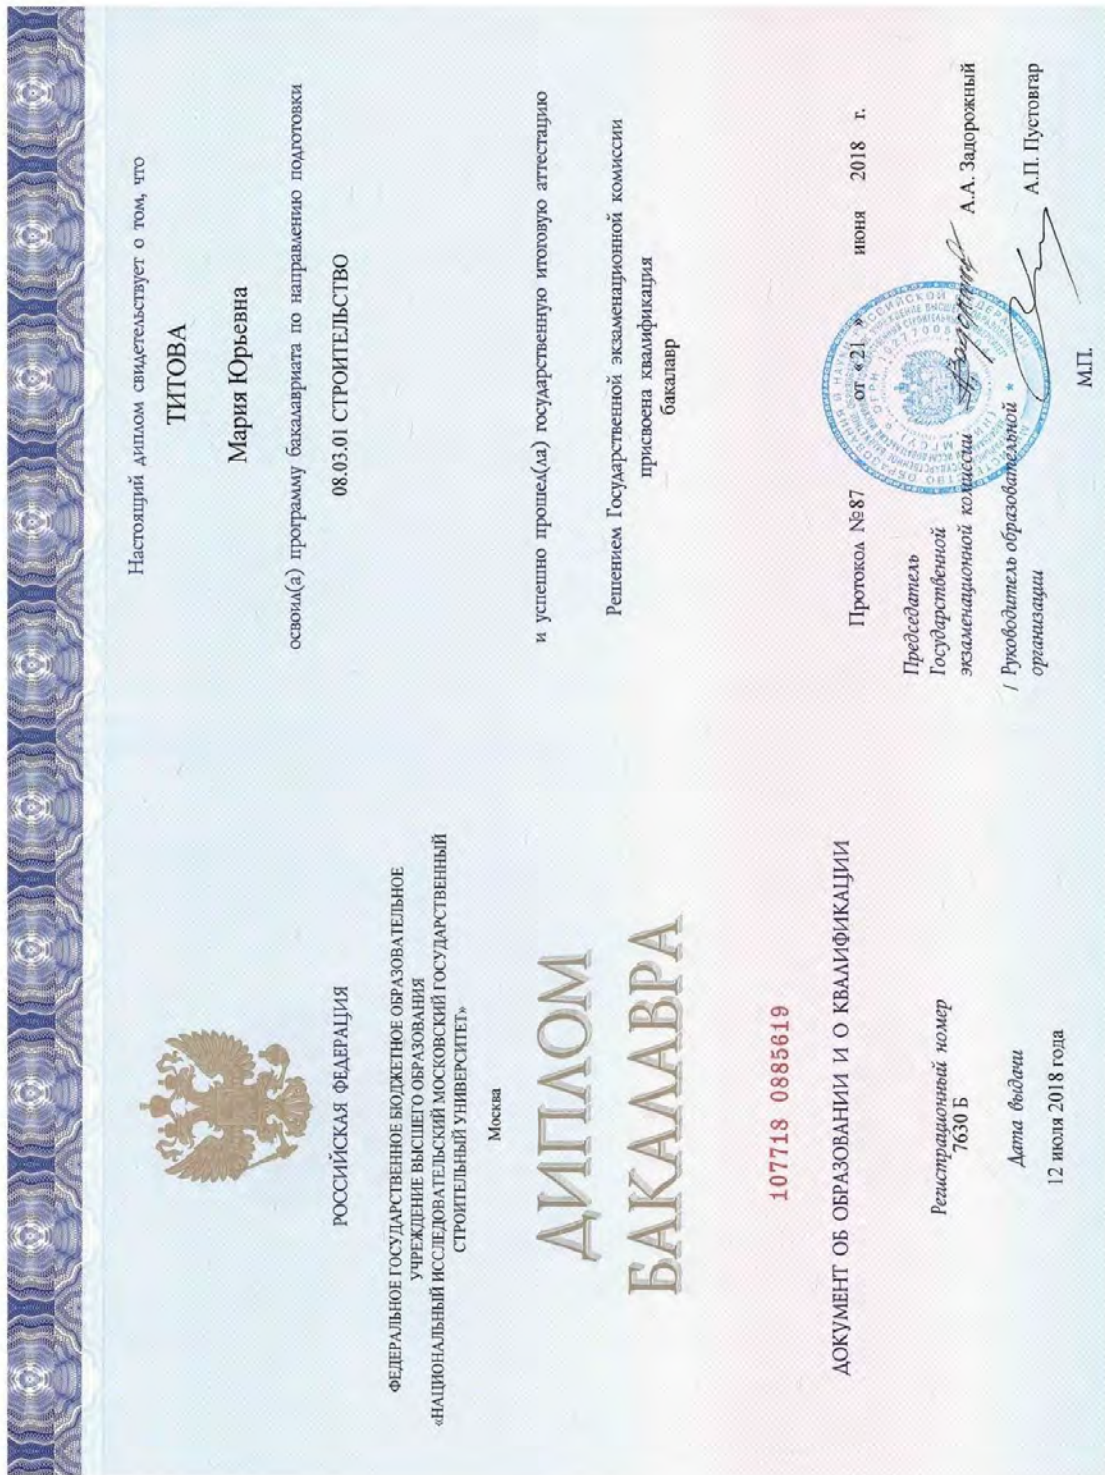 РОССИЙСКАЯ ФЕДЕРАЦИЯ
ФЕДЕРАЛЬНОЕ ГОСУДАРСТВЕННОЕ БЮДЖЕТНОЕ ОБРАЗОВАТЕЛЬНОЕ
УЧРЕЖДЕНИЕ ВЫСШЕГО ОБРАЗОВАНИЯ
«НАЦИОНАЛЬНЫЙ ИССЛЕДОВАТЕЛЬСКИЙ МОСКОВСКИЙ ГОСУДАРСТВЕННЫЙ
СТРОИТЕЛЬНЫЙ УНИВЕРСИТЕТ»
Москва
ДИПЛОМ
БАКАЛАВРА
107718 0885619
ДОКУМЕНТ ОБ ОБРАЗОВАНИИ И О КВАЛИФИКАЦИИ
Регистрационный номер
7630 Б
Дата выдачи
12 июля 2018 года
Настоящий диплом свидетельствует о том, что
ТИТОВА
Мария Юрьевна
освоил(а) программу бакалавриата по направлению подготовки
08.03.01 СТРОИТЕЛЬСТВО
и успешно прошел(ла) государственную итоговую аттестацию
Решением Государственной экзаменационной комиссии
присвоена квалификация
бакалавр
Протокол №87 от «21» июня 2018 г.
Председатель
Государственной
экзаменационной комиссии А.А. Задорожный
/ Руководитель образовательной
организации А.П. Пустовгар
М.П.